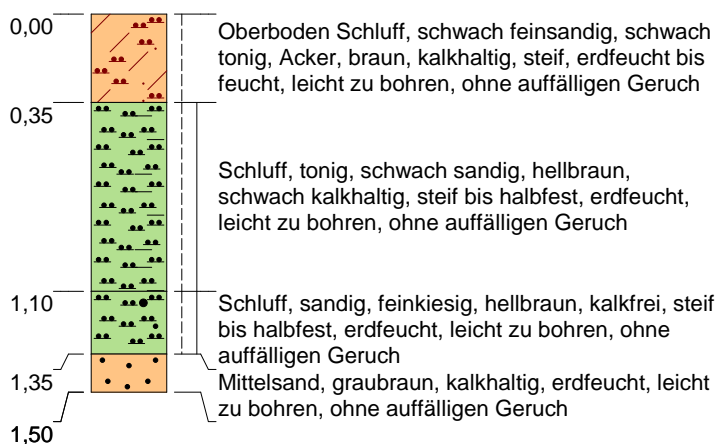 0,00
Oberboden Schluff, schwach feinsandig, schwach
tonig, Acker, braun, kalkhaltig, steif, erdfeucht bis
feucht, leicht zu bohren, ohne auffälligen Geruch
0,35
Schluff, tonig, schwach sandig, hellbraun,
schwach kalkhaltig, steif bis halbfest, erdfeucht,
leicht zu bohren, ohne auffälligen Geruch
1,10
Schluff, sandig, feinkiesig, hellbraun, kalkfrei, steif
bis halbfest, erdfeucht, leicht zu bohren, ohne
auffälligen Geruch
1,35
Mittelsand, graubraun, kalkhaltig, erdfeucht, leicht
zu bohren, ohne auffälligen Geruch
1,50